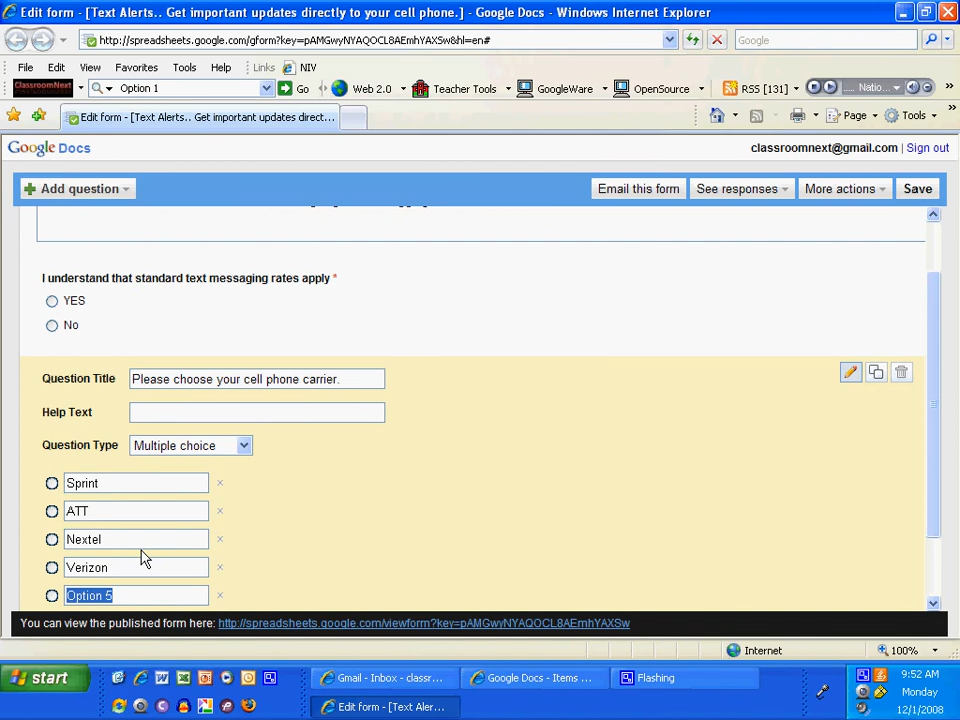 Edit form - [Text Alerts.. Get important updates directly to your cell phone.] - Google Docs - Windows Internet Explorer
http://spreadsheets.google.com/gform?key=pAMGwyNYAQOCL8AEmhYAXSw&hl=en#
Google
File Edit View Favorites Tools Help Links NIV
ClassroomNext Option 1 Go Web 2.0 Teacher Tools GoogleWare OpenSource RSS [131] ..... Natio... »
Edit form - [Text Alerts.. Get important updates direct... Page Tools »
Google Docs classroomnext@gmail.com | Sign out
Add question Email this form See responses More actions Save
I understand that standard text messaging rates apply *
YES
No
Question Title Please choose your cell phone carrier.
Help Text
Question Type Multiple choice
Sprint ×
ATT ×
Nextel ×
Verizon ×
Option 5 ×
You can view the published form here: http://spreadsheets.google.com/viewform?key=pAMGwyNYAQOCL8AEmhYAXSw
Internet 100%
start Gmail - Inbox - classr... Google Docs - Items ... Flashing 9:52 AM
Monday
Edit form - [Text Aler... 12/1/2008